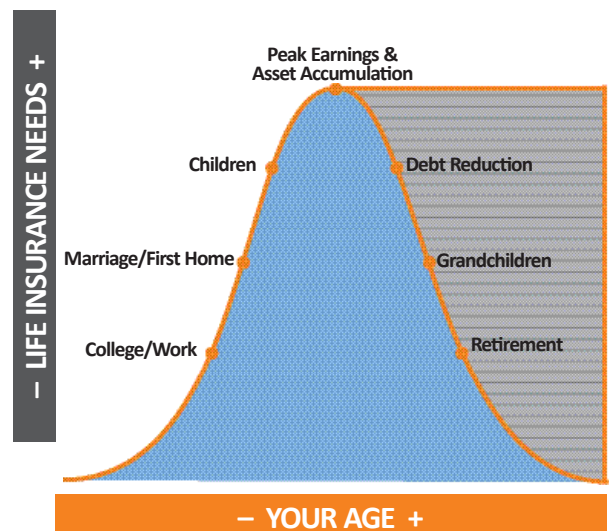 Peak Earnings &
Asset Accumulation
Children
Debt Reduction
Marriage/First Home
Grandchildren
College/Work
Retirement
– LIFE INSURANCE NEEDS +
– YOUR AGE +